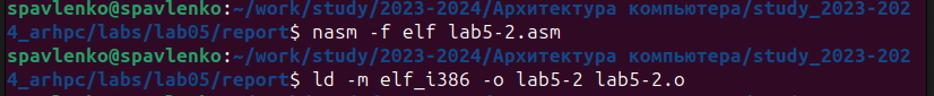 spavlenko@spavlenko:~/work/study/2023-2024/Архитектура компьютера/study_2023-202
4_arhpc/labs/lab05/report$ nasm -f elf lab5-2.asm
spavlenko@spavlenko:~/work/study/2023-2024/Архитектура компьютера/study_2023-202
4_arhpc/labs/lab05/report$ ld -m elf_i386 -o lab5-2 lab5-2.o